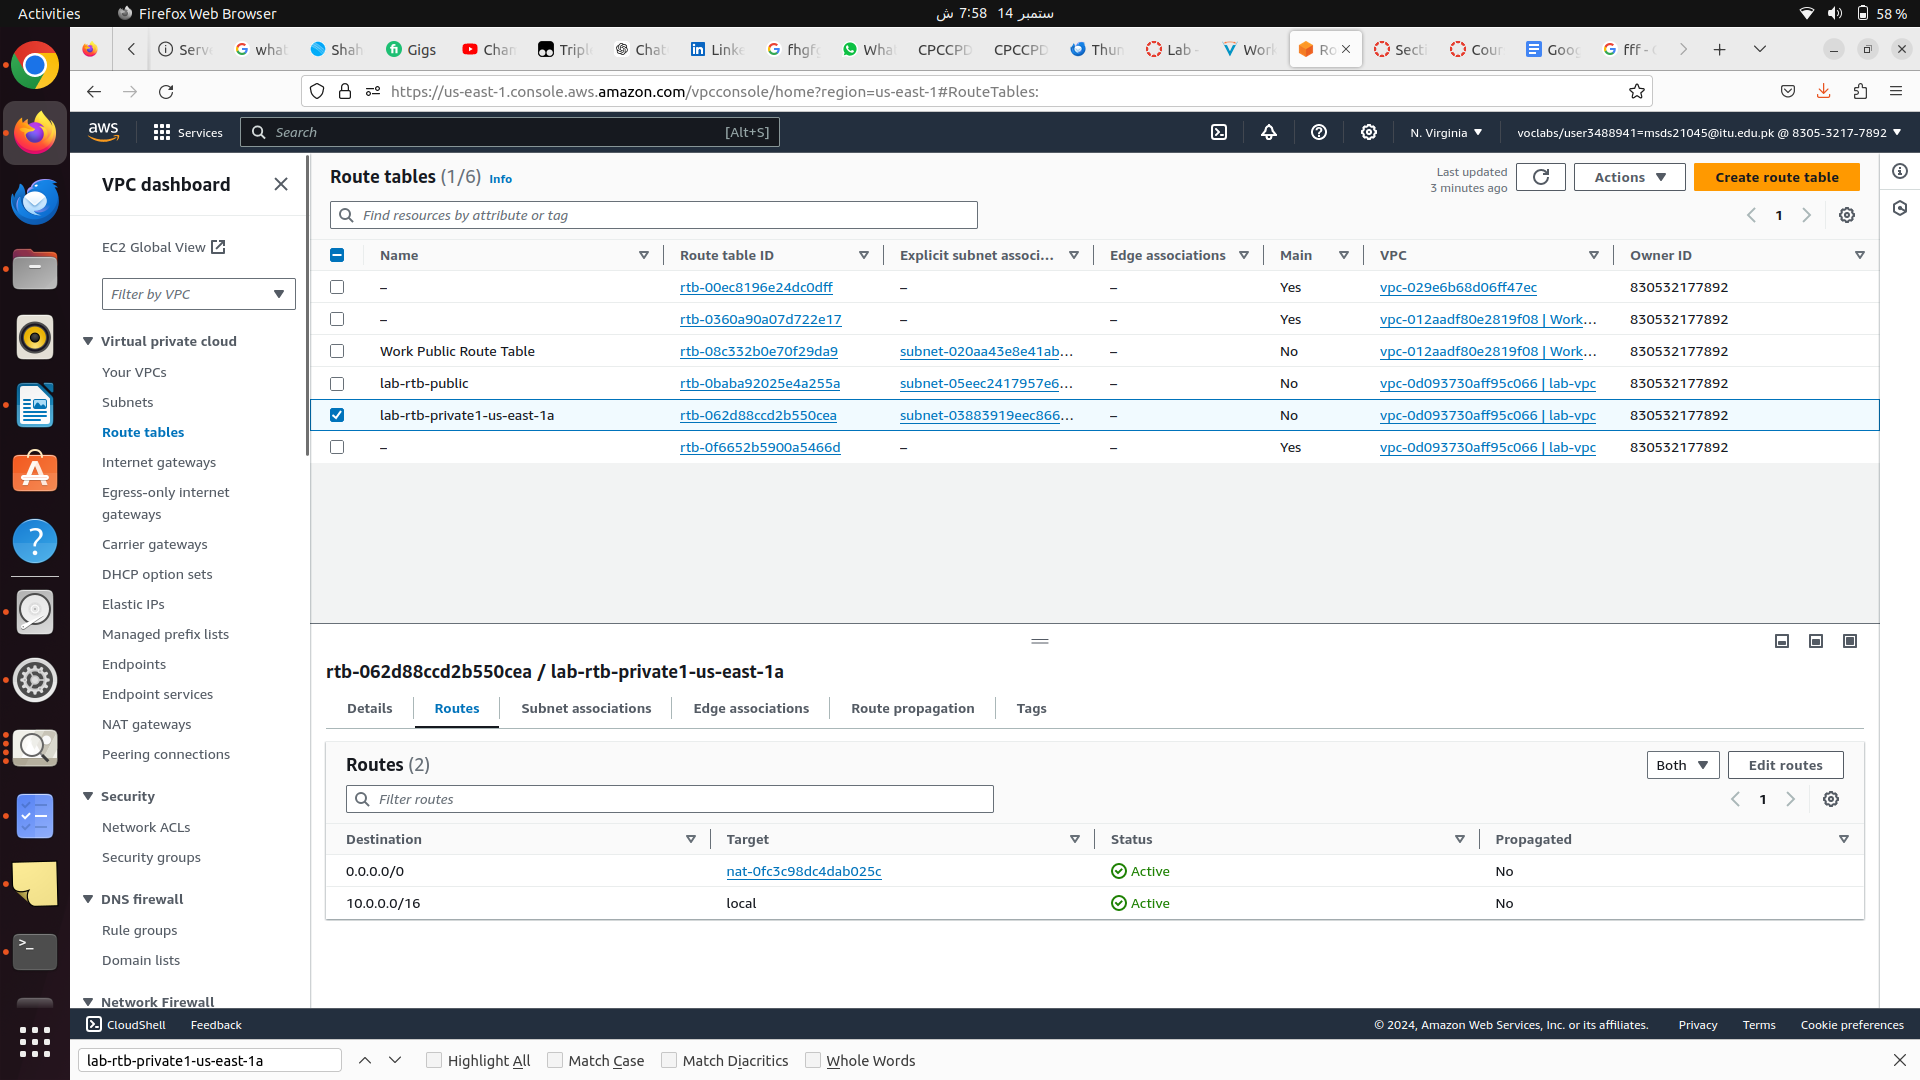 Activities
Firefox Web Browser
ستمبر 14 7:58 ش
58 %
Serv
what
Shah
Gigs
Chan
Triple
Chat
Linke
fhgfg
Wha
CPCCPD
CPCCPD
Thun
Lab -
Work
Ro
Secti
Cour
Goog
fff -
https://us-east-1.console.aws.amazon.com/vpcconsole/home?region=us-east-1#RouteTables:
aws
Services
Search
[Alt+S]
N. Virginia
voclabs/user3488941=msds21045@itu.edu.pk @ 8305-3217-7892
VPC dashboard
EC2 Global View
Filter by VPC
Virtual private cloud
Your VPCs
Subnets
Route tables
Internet gateways
Egress-only internet
gateways
Carrier gateways
DHCP option sets
Elastic IPs
Managed prefix lists
Endpoints
Endpoint services
NAT gateways
Peering connections
Security
Network ACLs
Security groups
DNS firewall
Rule groups
Domain lists
Network Firewall
Route tables (1/6) Info
Last updated
3 minutes ago
Actions
Create route table
Find resources by attribute or tag
1
Name Route table ID Explicit subnet associ... Edge associations Main VPC Owner ID
– rtb-00ec8196e24dc0dff – – Yes vpc-029e6b68d06ff47ec 830532177892
– rtb-0360a90a07d722e17 – – Yes vpc-012aadf80e2819f08 | Work... 830532177892
Work Public Route Table rtb-08c332b0e70f29da9 subnet-020aa43e8e41ab... – No vpc-012aadf80e2819f08 | Work... 830532177892
lab-rtb-public rtb-0baba92025e4a255a subnet-05eec2417957e6... – No vpc-0d093730aff95c066 | lab-vpc 830532177892
lab-rtb-private1-us-east-1a rtb-062d88ccd2b550cea subnet-03883919eec866... – No vpc-0d093730aff95c066 | lab-vpc 830532177892
– rtb-0f6652b5900a5466d – – Yes vpc-0d093730aff95c066 | lab-vpc 830532177892
rtb-062d88ccd2b550cea / lab-rtb-private1-us-east-1a
Details Routes Subnet associations Edge associations Route propagation Tags
Routes (2)
Both
Edit routes
Filter routes
1
Destination Target Status Propagated
0.0.0.0/0 nat-0fc3c98dc4dab025c Active No
10.0.0.0/16 local Active No
CloudShell
Feedback
© 2024, Amazon Web Services, Inc. or its affiliates.
Privacy
Terms
Cookie preferences
lab-rtb-private1-us-east-1a
Highlight All
Match Case
Match Diacritics
Whole Words